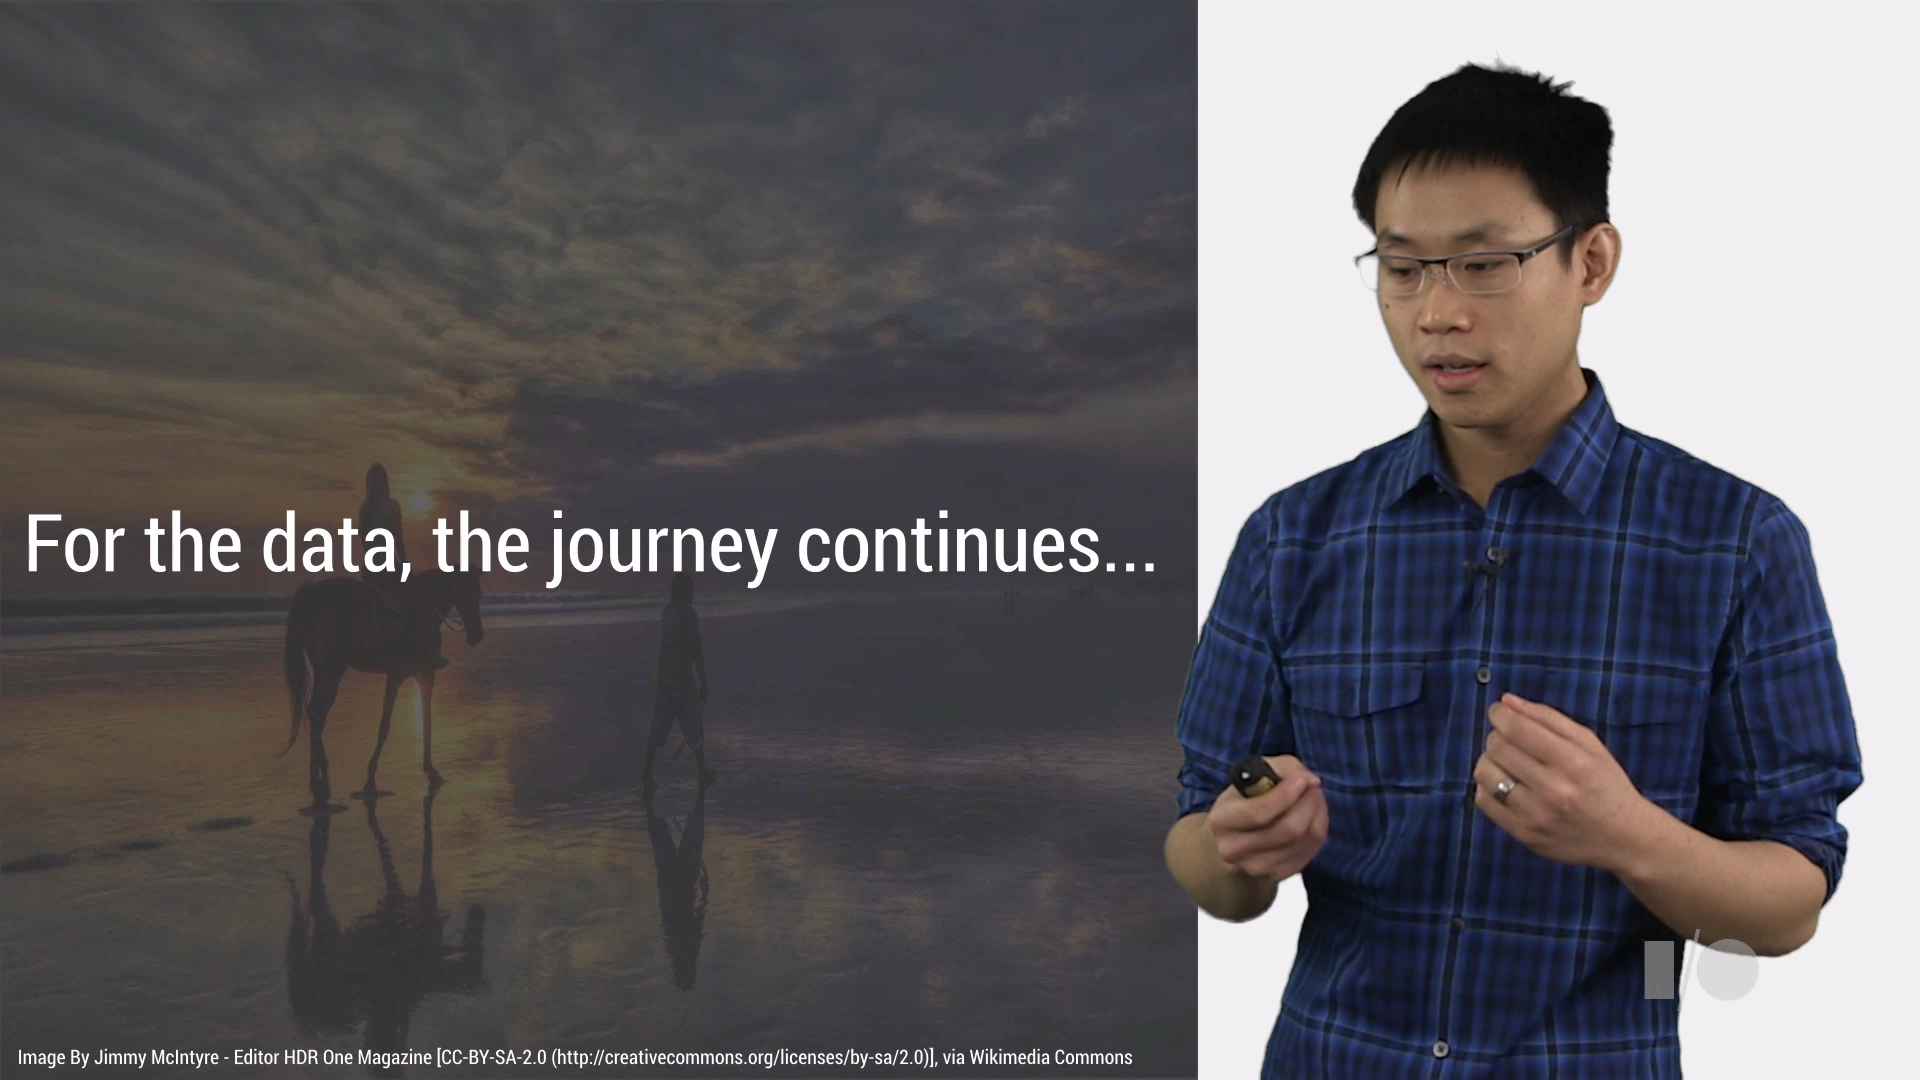 For the data, the journey continues...
Image By Jimmy McIntyre - Editor HDR One Magazine [CC-BY-SA-2.0 (http://creativecommons.org/licenses/by-sa/2.0)], via Wikimedia Commons
I/O